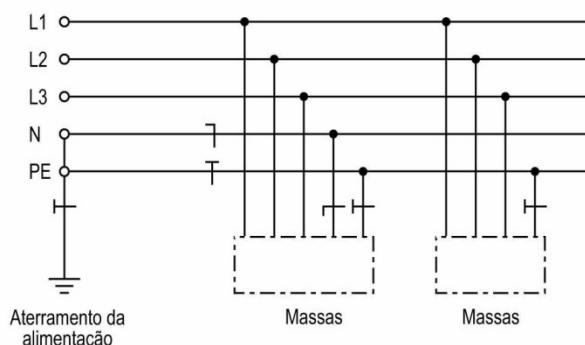 L1
L2
L3
N
PE
Aterramento da
alimentação
Massas
Massas